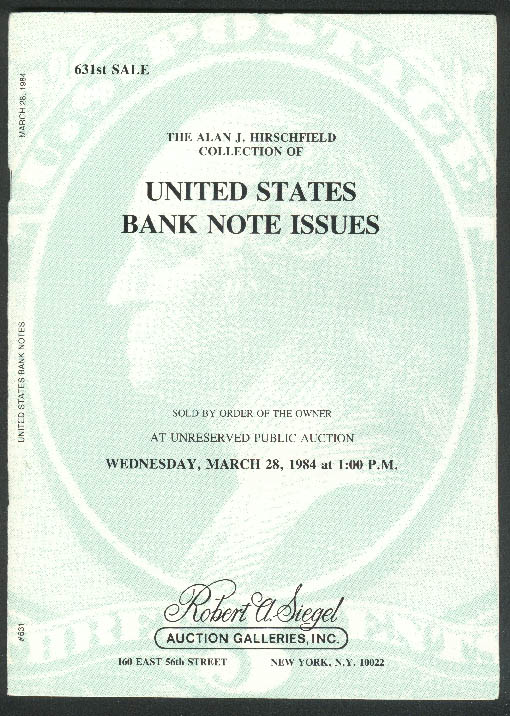 631st SALE
THE ALAN J. HIRSCHFIELD
COLLECTION OF
UNITED STATES
BANK NOTE ISSUES
SOLD BY ORDER OF THE OWNER
AT UNRESERVED PUBLIC AUCTION
WEDNESDAY, MARCH 28, 1984 at 1:00 P.M.
Robert A. Siegel
AUCTION GALLERIES, INC.
160 EAST 56th STREET NEW YORK, N.Y. 10022
MARCH 28, 1984
UNITED STATES BANK NOTES
#631
U.S. POSTAGE